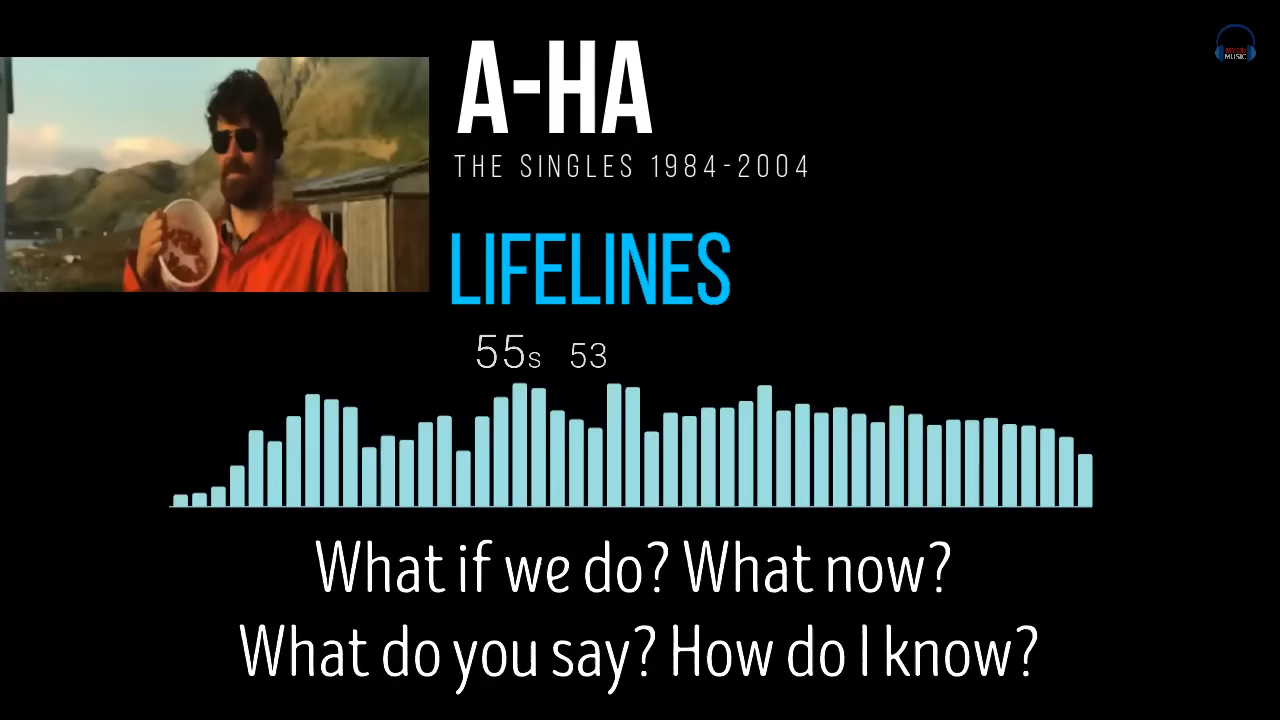 A-HA
THE SINGLES 1984-2004
LIFELINES
55s 53
What if we do? What now?
What do you say? How do I know?
MUSIC